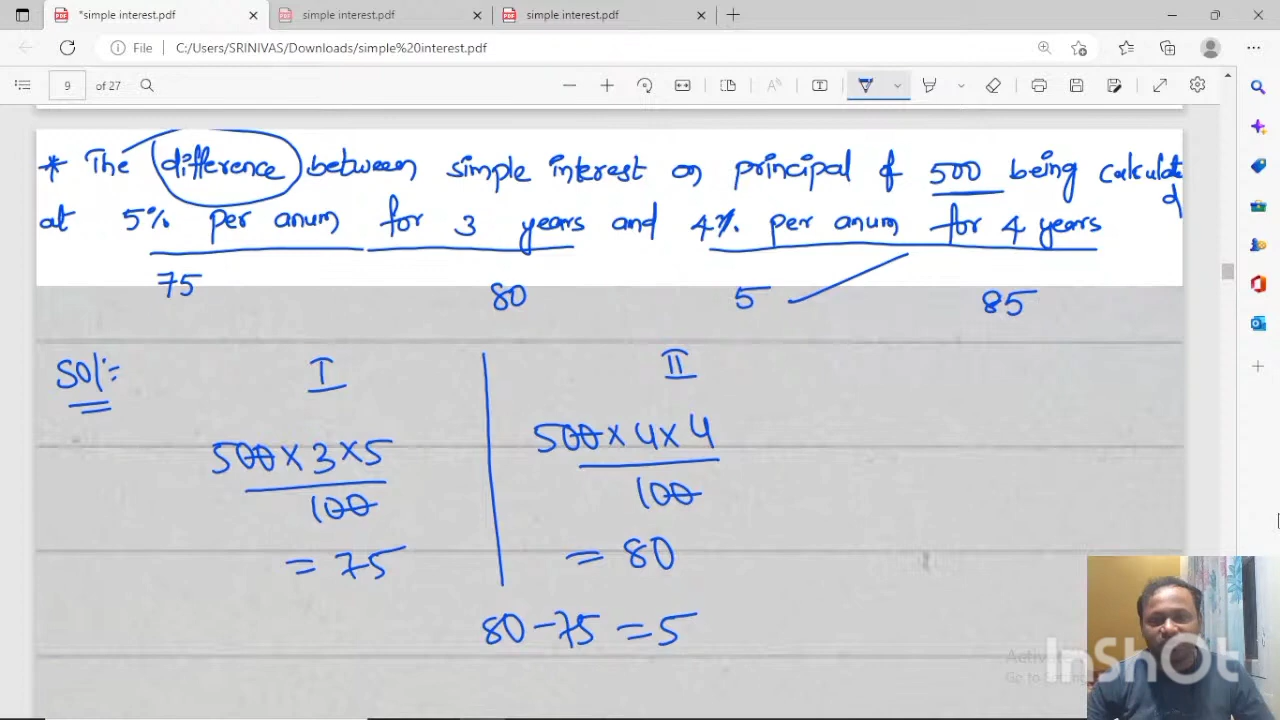 *simple interest.pdf
simple interest.pdf
simple interest.pdf
File C:/Users/SRINIVAS/Downloads/simple%20interest.pdf
9 of 27
* The difference between simple interest on principal of 500 being calculated
at 5% per anum for 3 years and 4%. per anum for 4 years
75 80 5 85
Sol:-
I II
500×3×5 500×4×4
100 100
= 75 = 80
80-75 = 5
InShOt